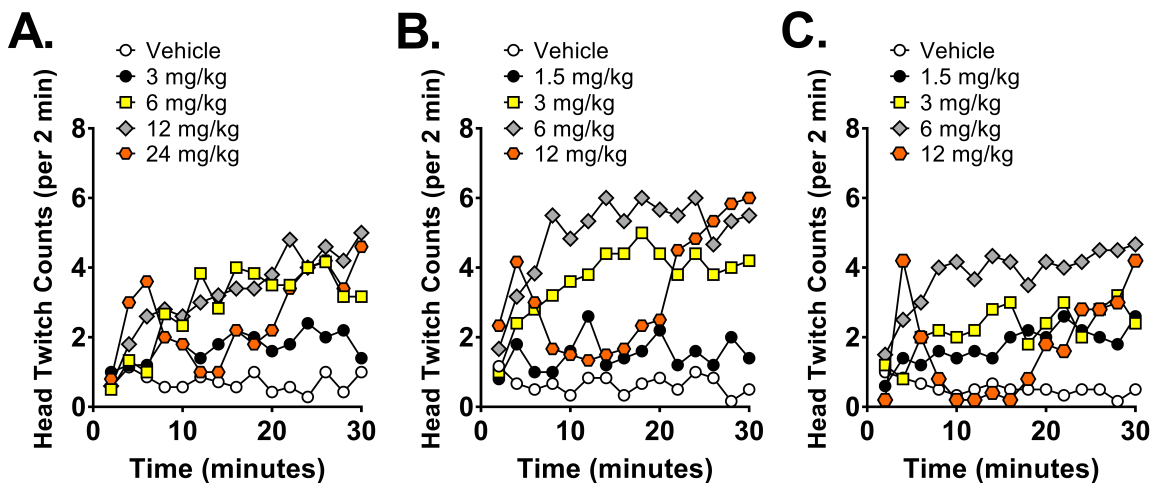 A.
Vehicle
3 mg/kg
6 mg/kg
12 mg/kg
24 mg/kg
Head Twitch Counts (per 2 min)
8
6
4
2
0
0 10 20 30
Time (minutes)
B.
Vehicle
1.5 mg/kg
3 mg/kg
6 mg/kg
12 mg/kg
Head Twitch Counts (per 2 min)
8
6
4
2
0
0 10 20 30
Time (minutes)
C.
Vehicle
1.5 mg/kg
3 mg/kg
6 mg/kg
12 mg/kg
Head Twitch Counts (per 2 min)
8
6
4
2
0
0 10 20 30
Time (minutes)